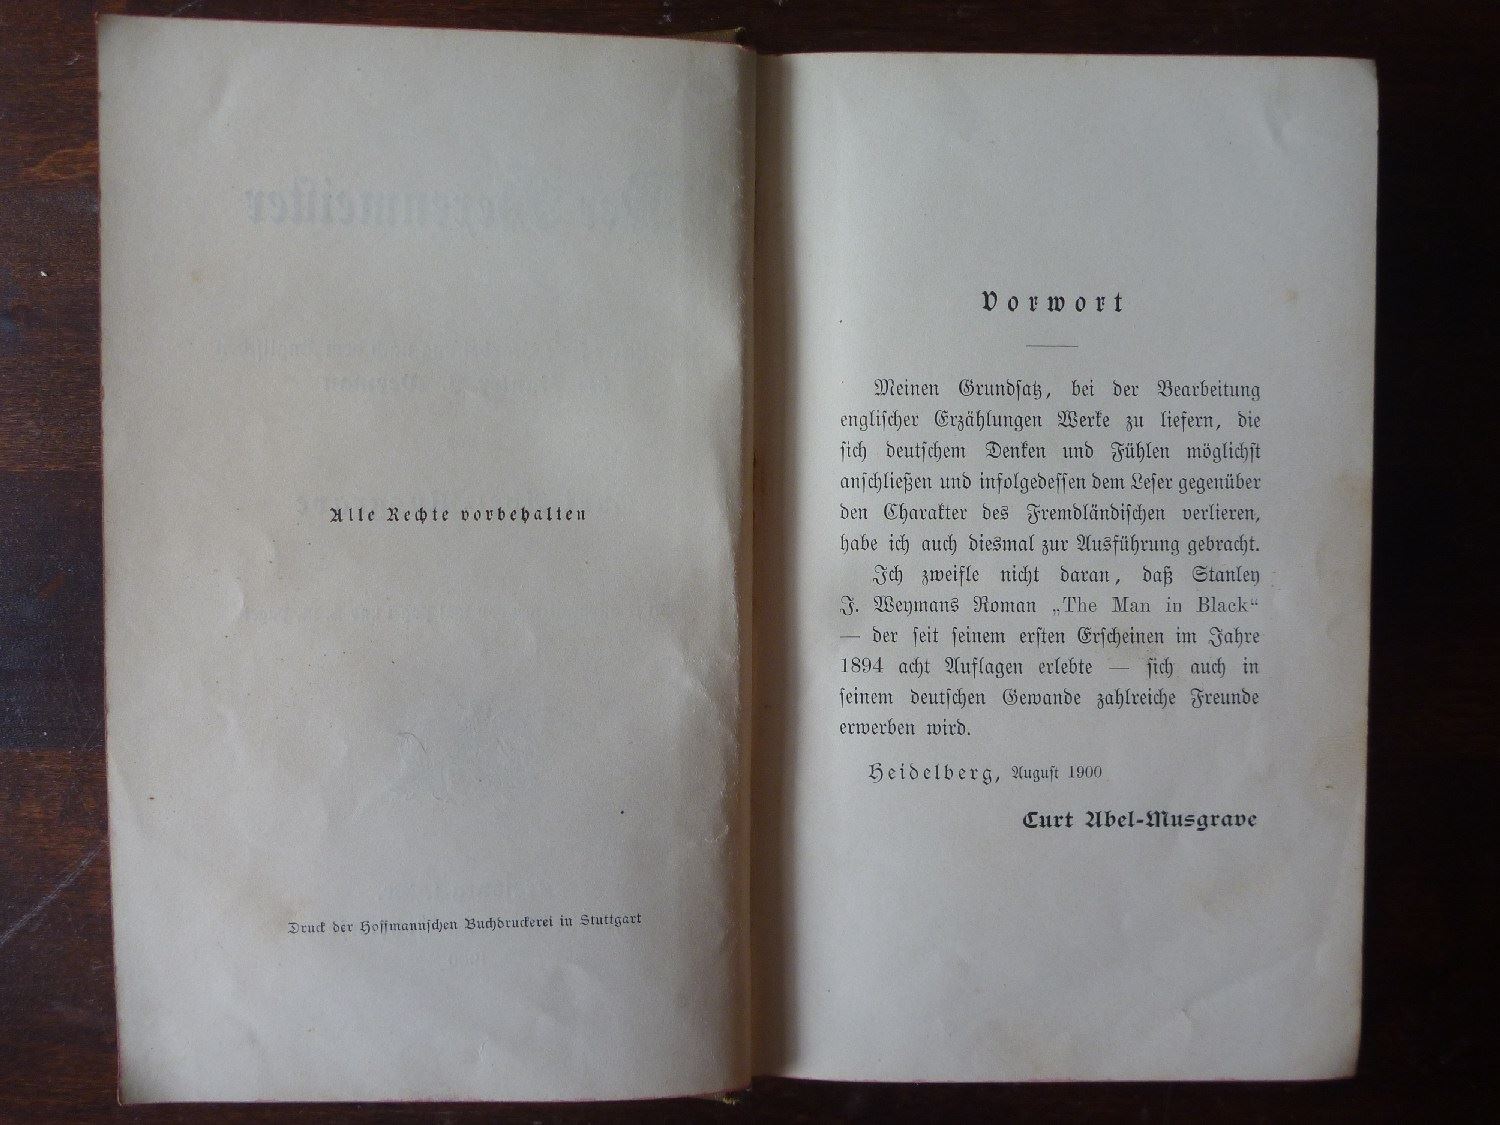 Alle Rechte vorbehalten
Druck der Hoffmannschen Buchdruckerei in Stuttgart
Vorwort
Meinen Grundsatz, bei der Bearbeitung
englischer Erzählungen Werke zu liefern, die
sich deutschem Denken und Fühlen möglichst
anschließen und infolgedessen dem Leser gegenüber
den Charakter des Fremdländischen verlieren,
habe ich auch diesmal zur Ausführung gebracht.
Ich zweifle nicht daran, daß Stanley
J. Weymans Roman „The Man in Black“
— der seit seinem ersten Erscheinen im Jahre
1894 acht Auflagen erlebte — sich auch in
seinem deutschen Gewande zahlreiche Freunde
erwerben wird.
Heidelberg, August 1900
Curt Abel-Musgrave